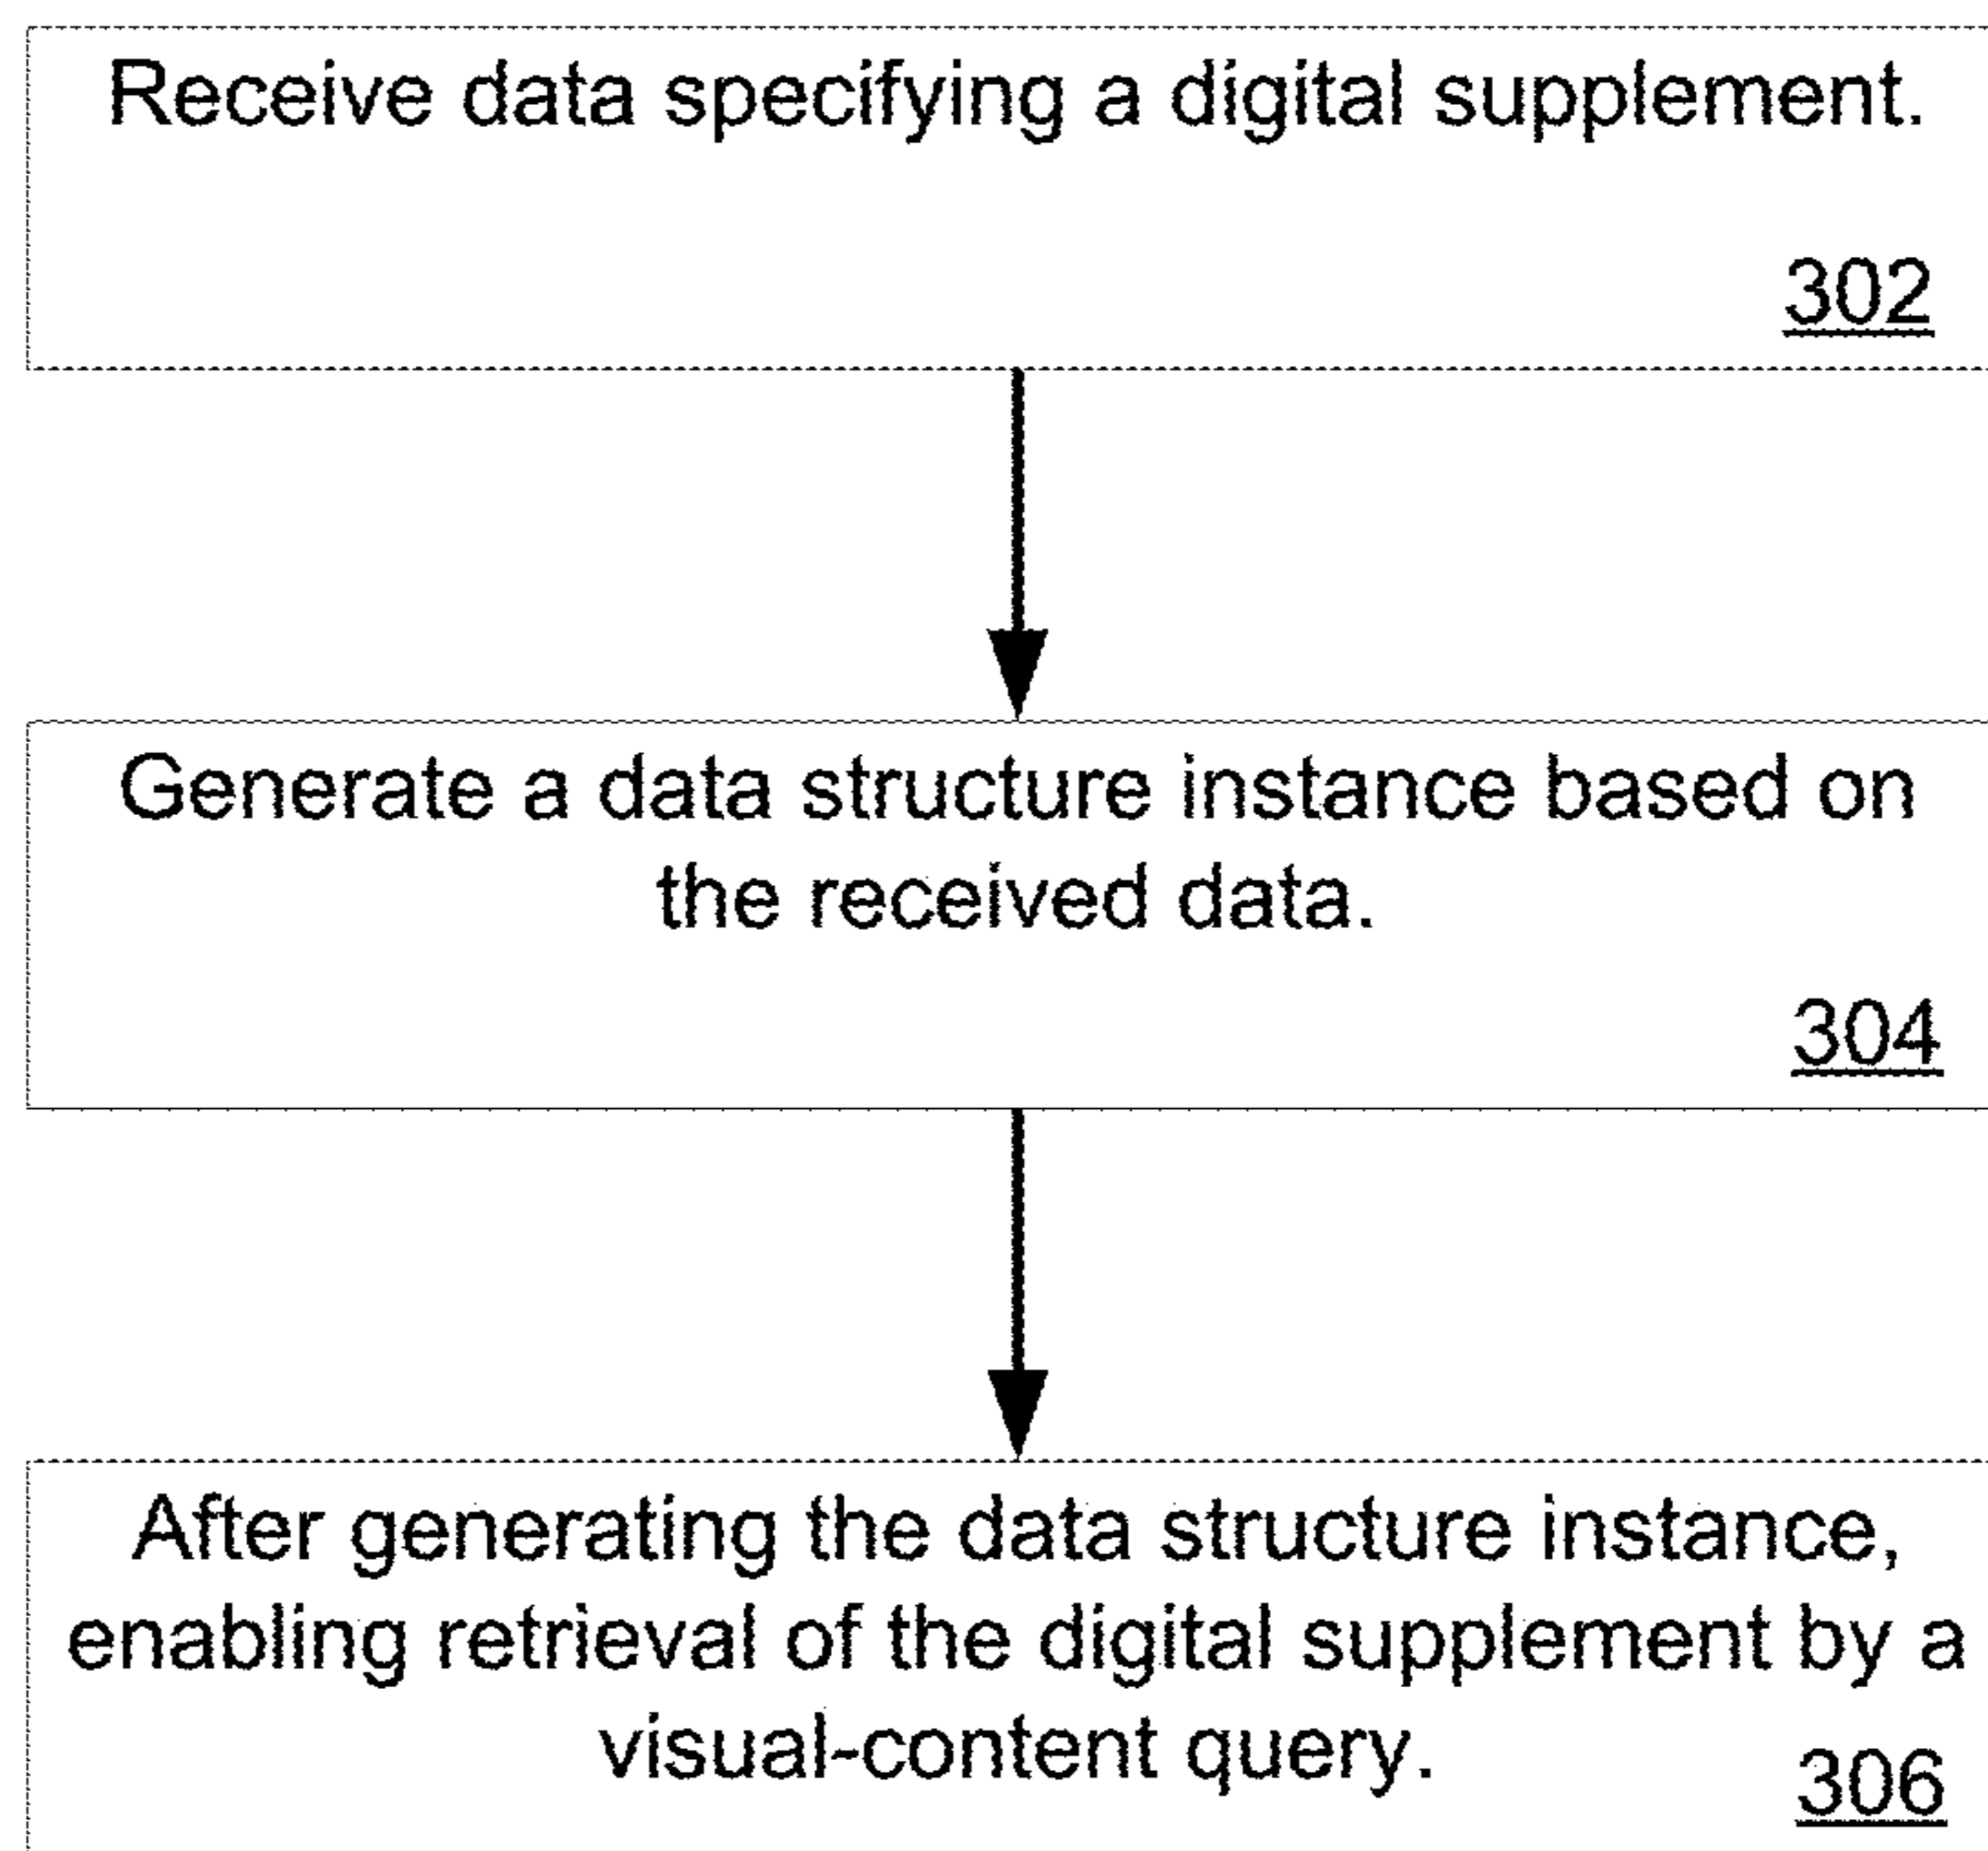 Receive data specifying a digital supplement.
302
Generate a data structure instance based on
the received data.
304
After generating the data structure instance,
enabling retrieval of the digital supplement by a
visual-content query.
306